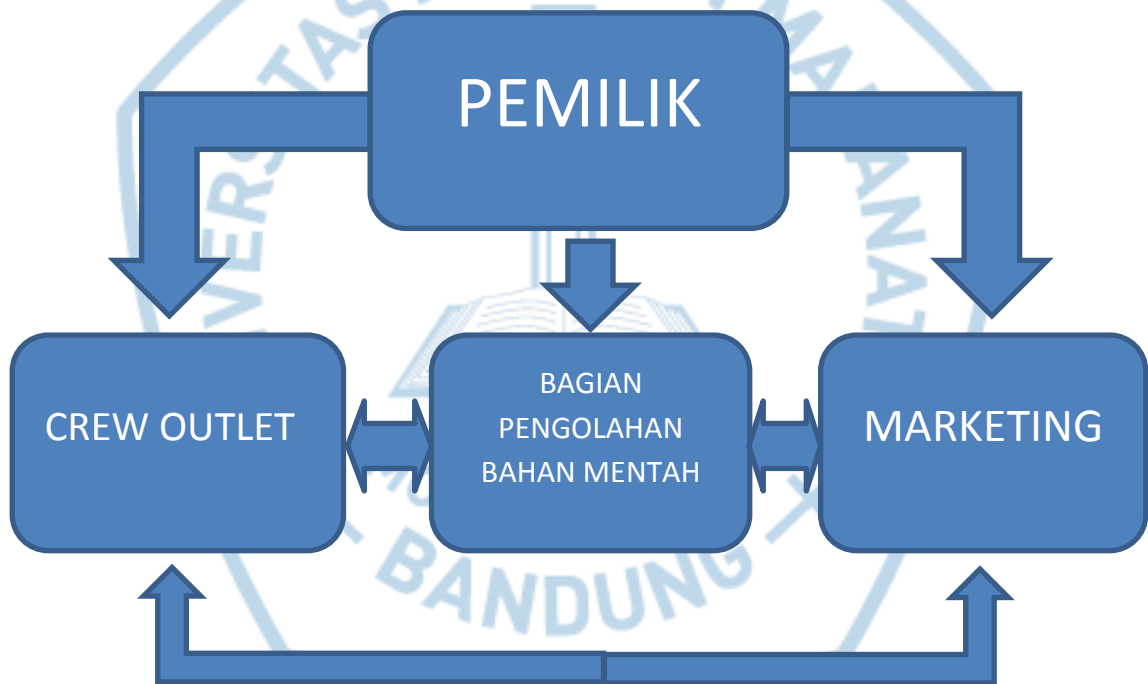 PEMILIK
CREW OUTLET
BAGIAN
PENGOLAHAN
BAHAN MENTAH
MARKETING
BANDUNG